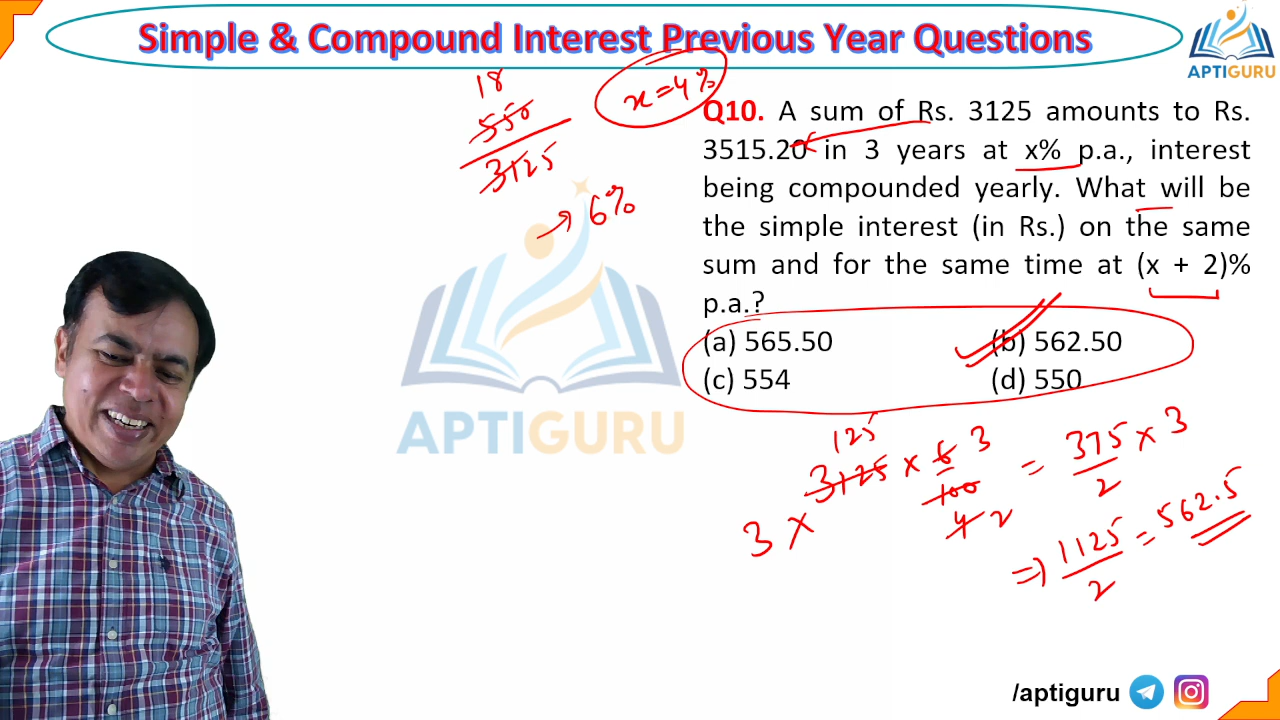 Simple & Compound Interest Previous Year Questions
APTIGURU
18
550
3125
x = 4%
→ 6%
Q10. A sum of Rs. 3125 amounts to Rs.
3515.20 in 3 years at x% p.a., interest
being compounded yearly. What will be
the simple interest (in Rs.) on the same
sum and for the same time at (x + 2)%
p.a.?
(a) 565.50 (b) 562.50
(c) 554 (d) 550
APTIGURU
125
3 × 3125 × 6 3 = 375 × 3
100 2
4 2
⇒ 1125 = 562.5
2
/aptiguru